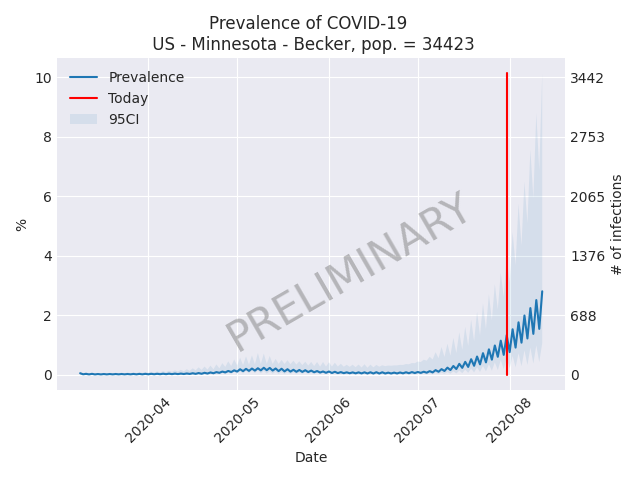 Prevalence of COVID-19
US - Minnesota - Becker, pop. = 34423
Prevalence
Today
95CI
10
8
6
4
2
0
%
3442
2753
2065
1376
688
0
# of infections
PRELIMINARY
2020-04
2020-05
2020-06
2020-07
2020-08
Date